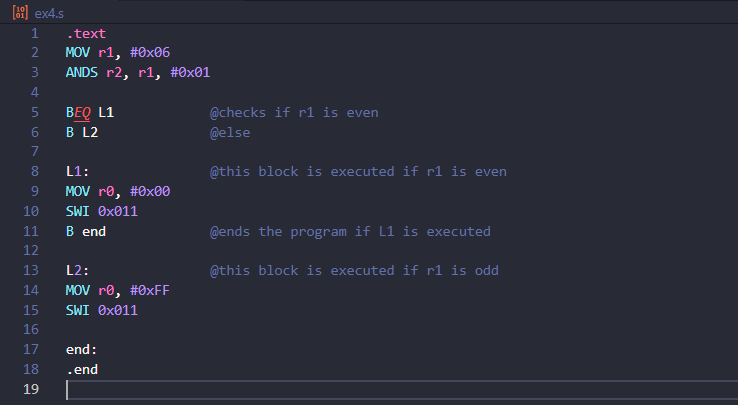 10 01 ex4.s
1 .text
2 MOV r1, #0x06
3 ANDS r2, r1, #0x01
4
5 BEQ L1 @checks if r1 is even
6 B L2 @else
7
8 L1: @this block is executed if r1 is even
9 MOV r0, #0x00
10 SWI 0x011
11 B end @ends the program if L1 is executed
12
13 L2: @this block is executed if r1 is odd
14 MOV r0, #0xFF
15 SWI 0x011
16
17 end:
18 .end
19